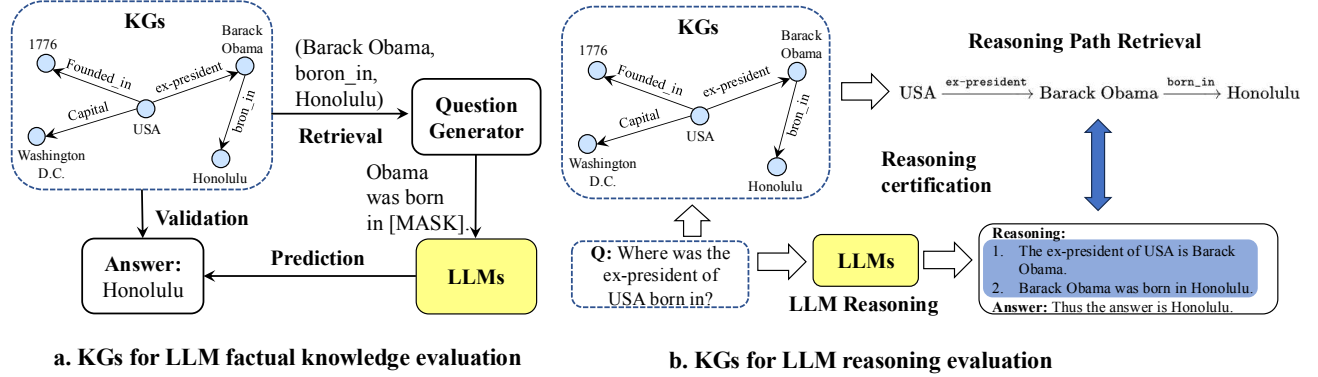 KGs
1776
Barack
Obama
Founded_in
ex-president
Capital
USA
bron_in
Washington
D.C.
Honolulu
(Barack Obama,
boron_in,
Honolulu)
Retrieval
Question
Generator
Obama
was born
in [MASK].
Validation
Answer:
Honolulu
Prediction
LLMs
a. KGs for LLM factual knowledge evaluation
KGs
1776
Barack
Obama
Founded_in
ex-president
Capital
USA
bron_in
Washington
D.C.
Honolulu
Reasoning Path Retrieval
USA ex-president Barack Obama born_in Honolulu
Reasoning
certification
Q: Where was the
ex-president of
USA born in?
LLMs
LLM Reasoning
Reasoning:
1. The ex-president of USA is Barack
Obama.
2. Barack Obama was born in Honolulu.
Answer: Thus the answer is Honolulu.
b. KGs for LLM reasoning evaluation